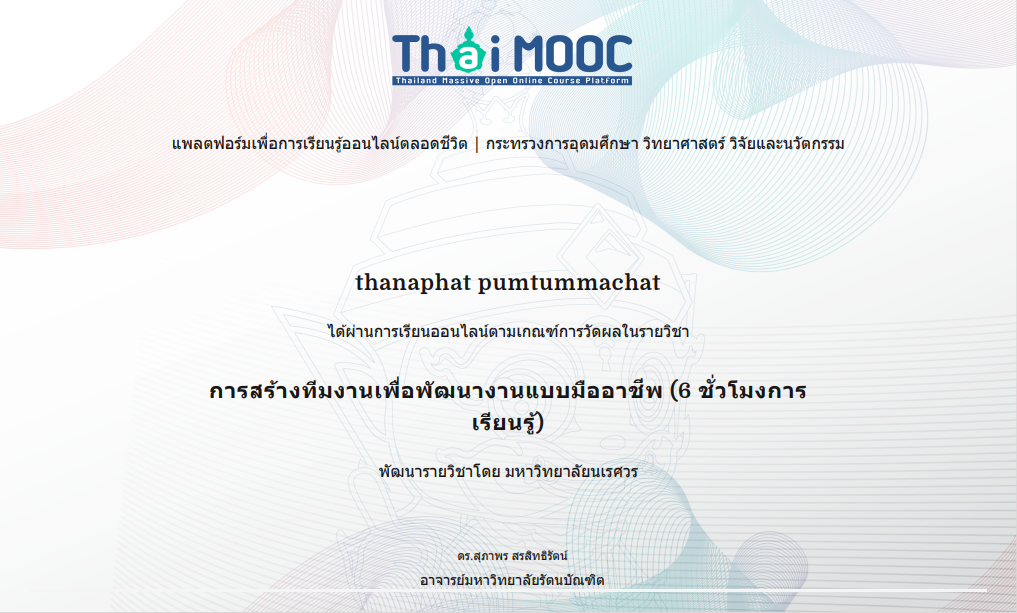 Thai MOOC
Thailand Massive Open Online Course Platform
แพลตฟอร์มเพื่อการเรียนรู้ออนไลน์ตลอดชีวิต | กระทรวงการอุดมศึกษา วิทยาศาสตร์ วิจัยและนวัตกรรม
thanaphat pumtummachat
ได้ผ่านการเรียนออนไลน์ตามเกณฑ์การวัดผลในรายวิชา
การสร้างทีมงานเพื่อพัฒนางานแบบมืออาชีพ (6 ชั่วโมงการ
เรียนรู้)
พัฒนารายวิชาโดย มหาวิทยาลัยนเรศวร
ดร.สุภาพร สรสิทธิรัตน์
อาจารย์มหาวิทยาลัยรัตนบัณฑิต